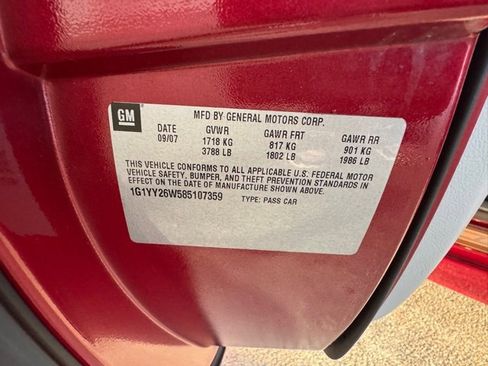 GM
MFD BY GENERAL MOTORS CORP.
DATE GVWR GAWR FRT GAWR RR
09/07 1718 KG 817 KG 901 KG
3788 LB 1802 LB 1986 LB
THIS VEHICLE CONFORMS TO ALL APPLICABLE U.S. FEDERAL MOTOR
VEHICLE SAFETY, BUMPER, AND THEFT PREVENTION STANDARDS IN
EFFECT ON THE DATE OF MANUFACTURE SHOWN ABOVE.
1G1YY26W585107359 TYPE: PASS CAR